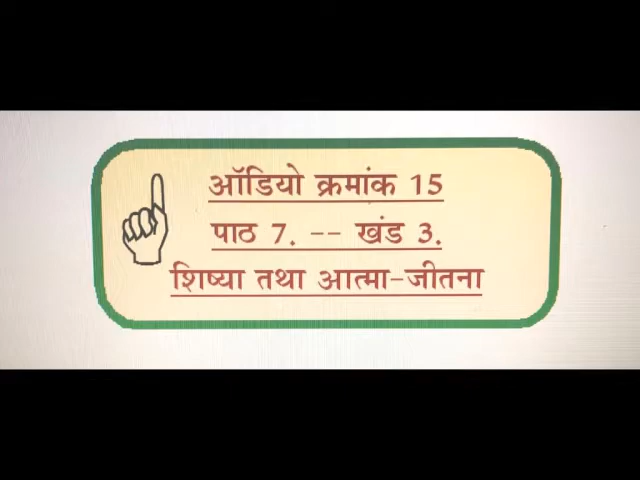 ऑडियो क्रमांक 15
पाठ 7. -- खंड 3.
शिष्या तथा आत्मा-जीतना